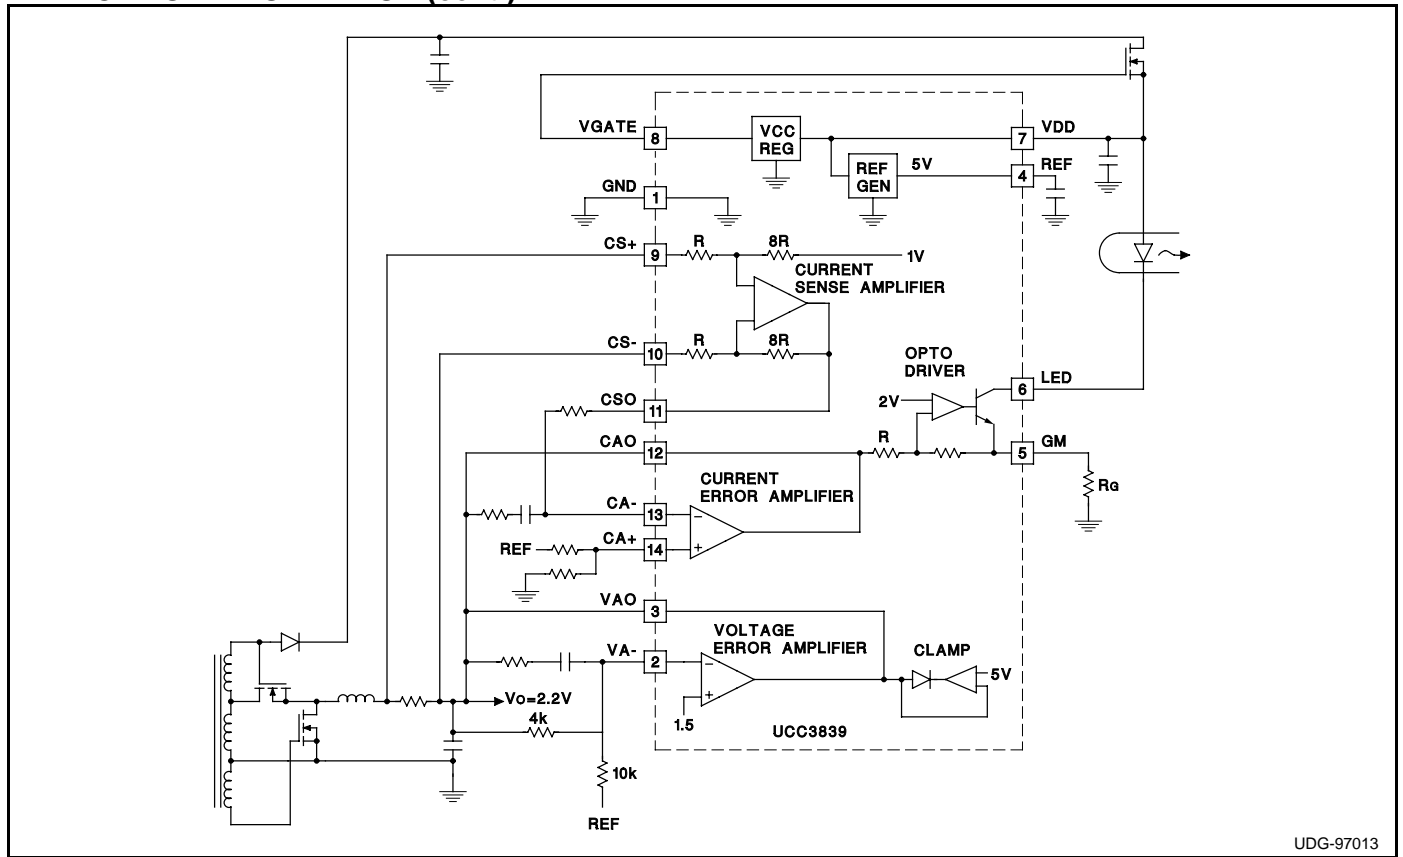 VGATE
8
VCC
REG
7
VDD
REF
GEN
5V
4
REF
GND
1
CS+
9
R
8R
1V
CURRENT
SENSE AMPLIFIER
CS-
10
R
8R
OPTO
DRIVER
6
LED
CSO
11
2V
CAO
12
R
5
GM
RG
CURRENT
ERROR AMPLIFIER
CA-
13
−
REF
CA+
14
+
VAO
3
VOLTAGE
ERROR AMPLIFIER
CLAMP
VA-
2
−
5V
+
1.5
VO=2.2V
4k
UCC3839
10k
REF
UDG-97013